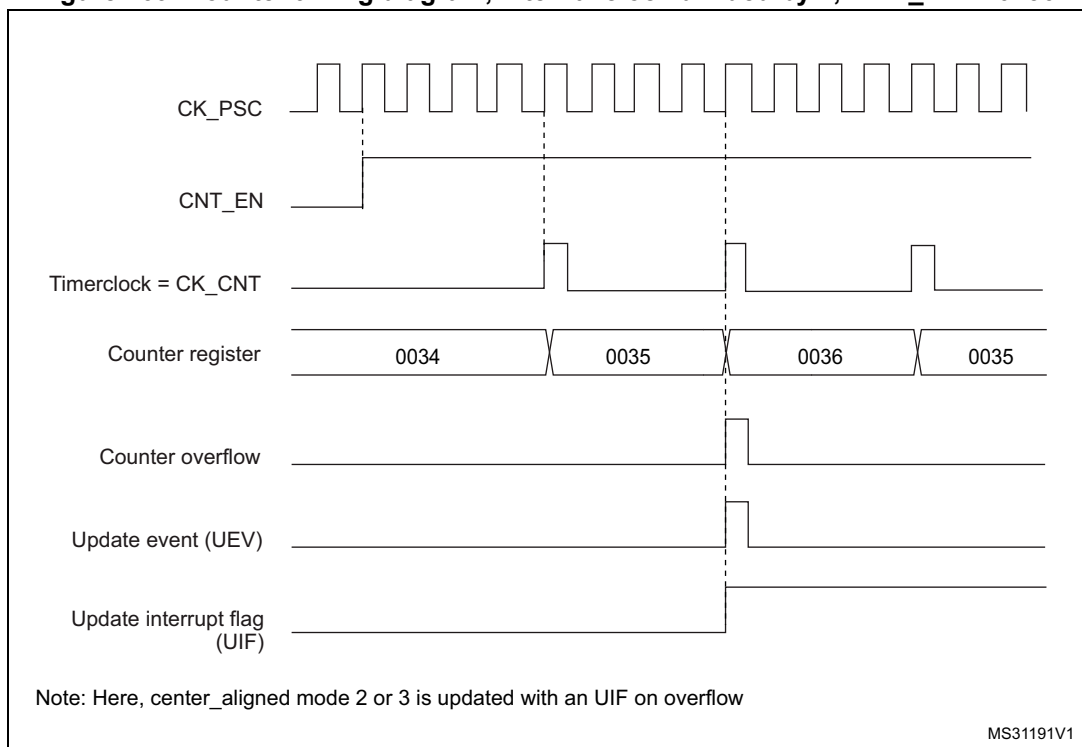 CK_PSC
CNT_EN
Timerclock = CK_CNT
Counter register 0034 0035 0036 0035
Counter overflow
Update event (UEV)
Update interrupt flag
(UIF)
Note: Here, center_aligned mode 2 or 3 is updated with an UIF on overflow
MS31191V1